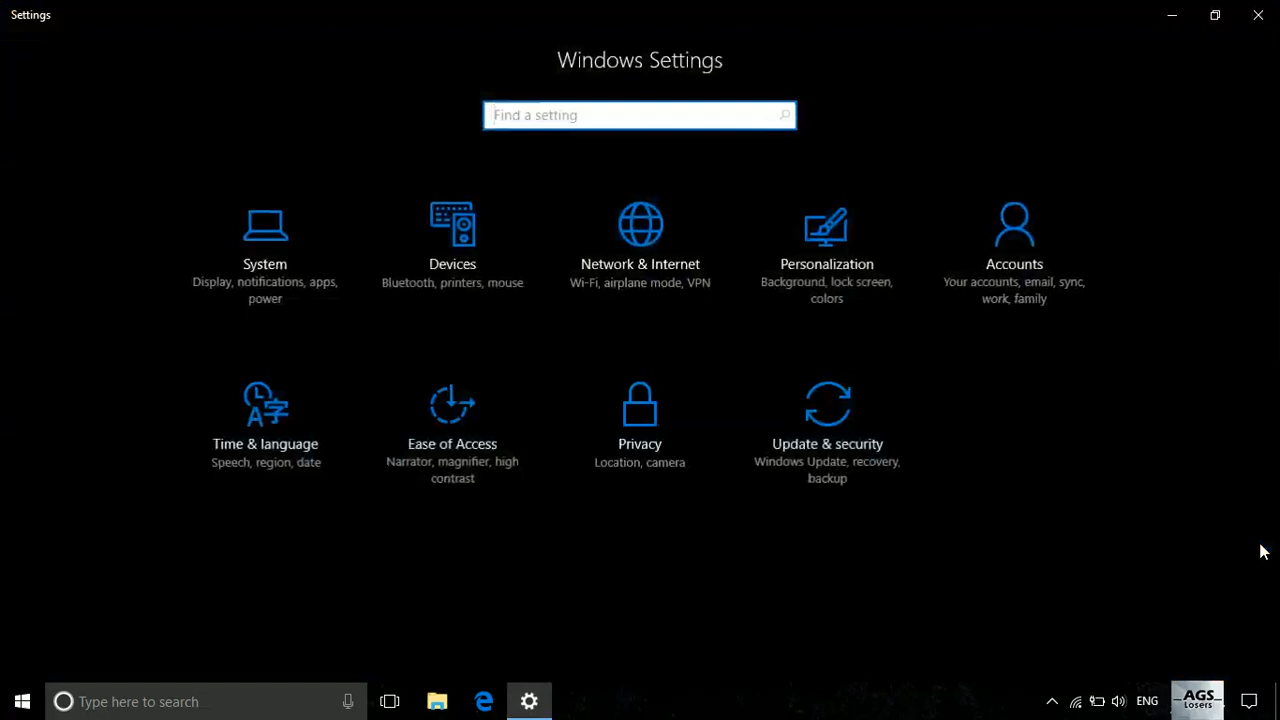 Settings
Windows Settings
Find a setting
System
Display, notifications, apps,
power
Devices
Bluetooth, printers, mouse
Network & Internet
Wi-Fi, airplane mode, VPN
Personalization
Background, lock screen,
colors
Accounts
Your accounts, email, sync,
work, family
Time & language
Speech, region, date
Ease of Access
Narrator, magnifier, high
contrast
Privacy
Location, camera
Update & security
Windows Update, recovery,
backup
Type here to search
ENG
AGS
Losers